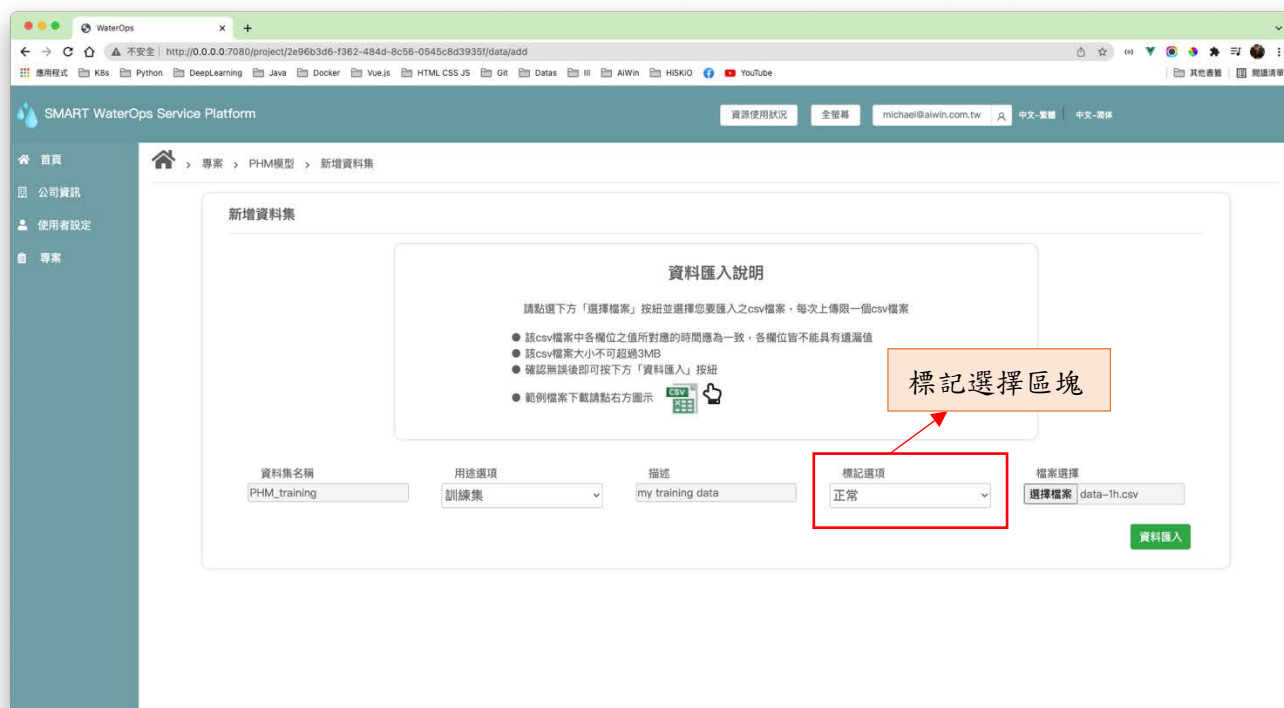 WaterOps
不安全 http://0.0.0.0:7080/project/2e96b3d6-f362-484d-8c56-0545c8d3935f/data/add
應用程式 K8s Python DeepLearning Java Docker Vue.js HTML CSS JS Git Datas III AiWin HiSKIO YouTube 其他書籤 閱讀清單
SMART WaterOps Service Platform 資源使用狀況 全螢幕 michael@aiwin.com.tw 中文-繁體 中文-简体
首頁
公司資訊
使用者設定
專案
> 專案 > PHM模型 > 新增資料集
新增資料集
資料匯入說明
請點選下方「選擇檔案」按鈕並選擇您要匯入之csv檔案，每次上傳限一個csv檔案
● 該csv檔案中各欄位之值所對應的時間應為一致，各欄位皆不能具有遺漏值
● 該csv檔案大小不可超過3MB
● 確認無誤後即可按下方「資料匯入」按鈕
● 範例檔案下載請點右方圖示 CSV
標記選擇區塊
資料集名稱 用途選項 描述 標記選項 檔案選擇
PHM_training 訓練集 my training data 正常 選擇檔案 data-1h.csv
資料匯入